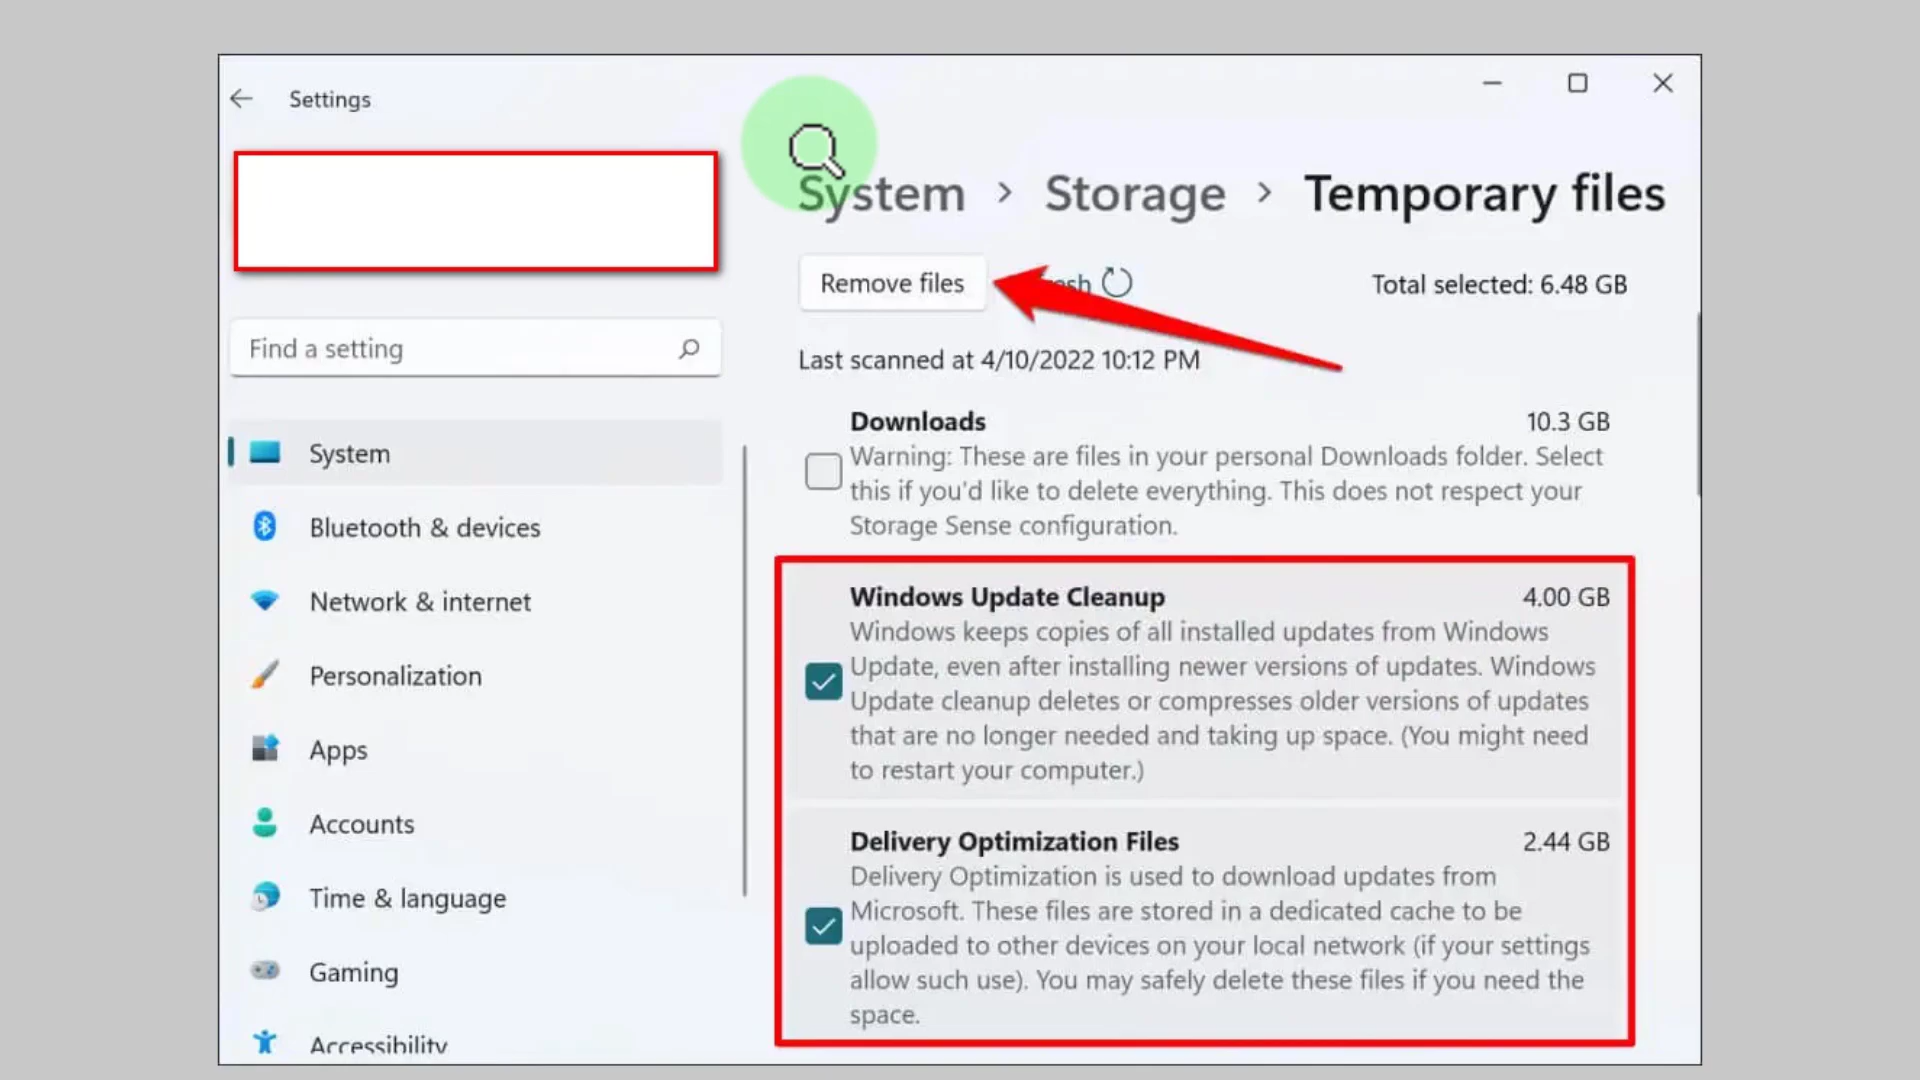 Settings
System > Storage > Temporary files
Remove files
Total selected: 6.48 GB
Find a setting
Last scanned at 4/10/2022 10:12 PM
Downloads 10.3 GB
Warning: These are files in your personal Downloads folder. Select
this if you'd like to delete everything. This does not respect your
Storage Sense configuration.
System
Bluetooth & devices
Network & internet
Personalization
Apps
Accounts
Time & language
Gaming
Accessibility
Windows Update Cleanup 4.00 GB
Windows keeps copies of all installed updates from Windows
Update, even after installing newer versions of updates. Windows
Update cleanup deletes or compresses older versions of updates
that are no longer needed and taking up space. (You might need
to restart your computer.)
Delivery Optimization Files 2.44 GB
Delivery Optimization is used to download updates from
Microsoft. These files are stored in a dedicated cache to be
uploaded to other devices on your local network (if your settings
allow such use). You may safely delete these files if you need the
space.